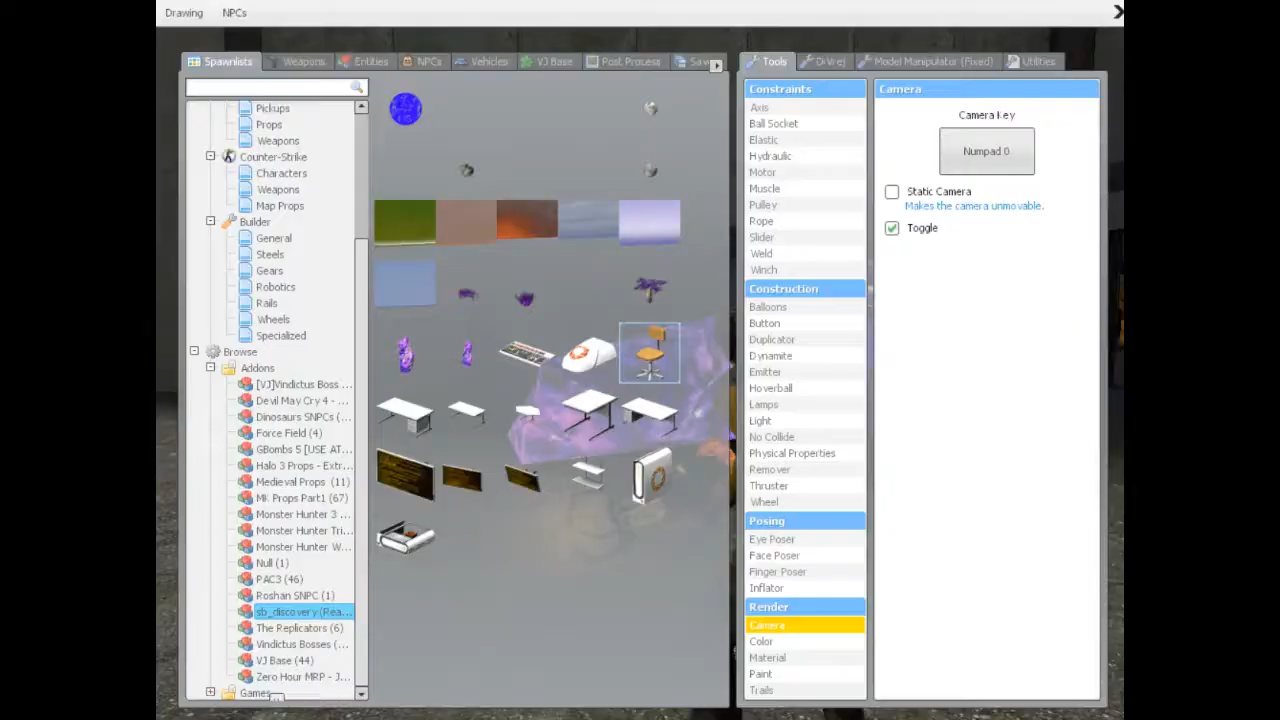 Drawing NPCs
Spawnlists Weapons Entities NPCs Vehicles VJ Base Post Process Sav
Pickups
Props
Weapons
Counter-Strike
Characters
Weapons
Map Props
Builder
General
Steels
Gears
Robotics
Rails
Wheels
Specialized
Browse
Addons
[VJ]Vindictus Boss ...
Devil May Cry 4 - ...
Dinosaurs SNPCs (...
Force Field (4)
GBombs 5 [USE AT...
Halo 3 Props - Extr...
Medieval Props (11)
MK Props Part1 (67)
Monster Hunter 3 ...
Monster Hunter Tri...
Monster Hunter W...
Null (1)
PAC3 (46)
Roshan SNPC (1)
sb_discovery (Rea...
The Replicators (6)
Vindictus Bosses (...
VJ Base (44)
Zero Hour MRP - J...
Games
Tools D/Vrej Model Manipulator (Fixed) Utilities
Constraints
Axis
Ball Socket
Elastic
Hydraulic
Motor
Muscle
Pulley
Rope
Slider
Weld
Winch
Construction
Balloons
Button
Duplicator
Dynamite
Emitter
Hoverball
Lamps
Light
No Collide
Physical Properties
Remover
Thruster
Wheel
Posing
Eye Poser
Face Poser
Finger Poser
Inflator
Render
Camera
Color
Material
Paint
Trails
Camera
Camera Key
Numpad 0
Static Camera
Makes the camera unmovable.
Toggle